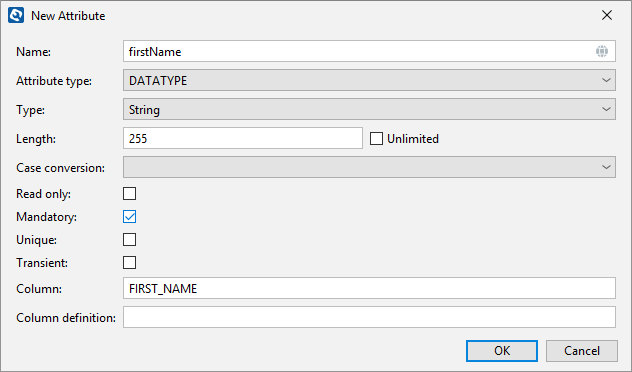 New Attribute
Name: firstName
Attribute type: DATATYPE
Type: String
Length: 255 Unlimited
Case conversion:
Read only:
Mandatory:
Unique:
Transient:
Column: FIRST_NAME
Column definition:
OK Cancel